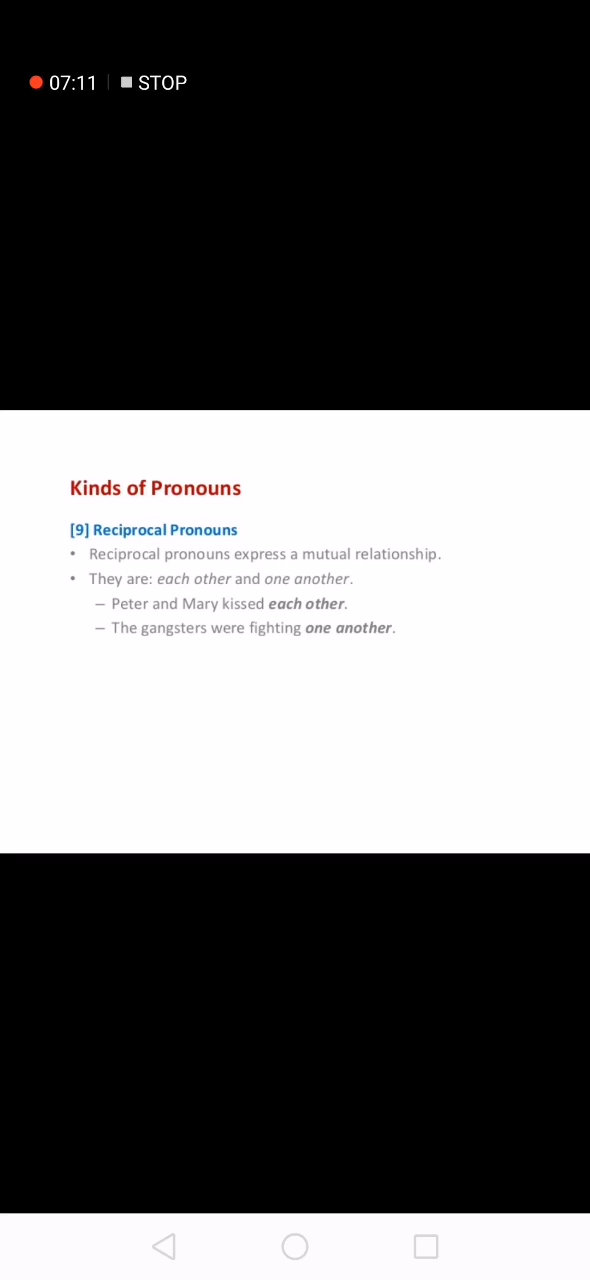 07:11 STOP
Kinds of Pronouns
[9] Reciprocal Pronouns
• Reciprocal pronouns express a mutual relationship.
• They are: each other and one another.
– Peter and Mary kissed each other.
– The gangsters were fighting one another.